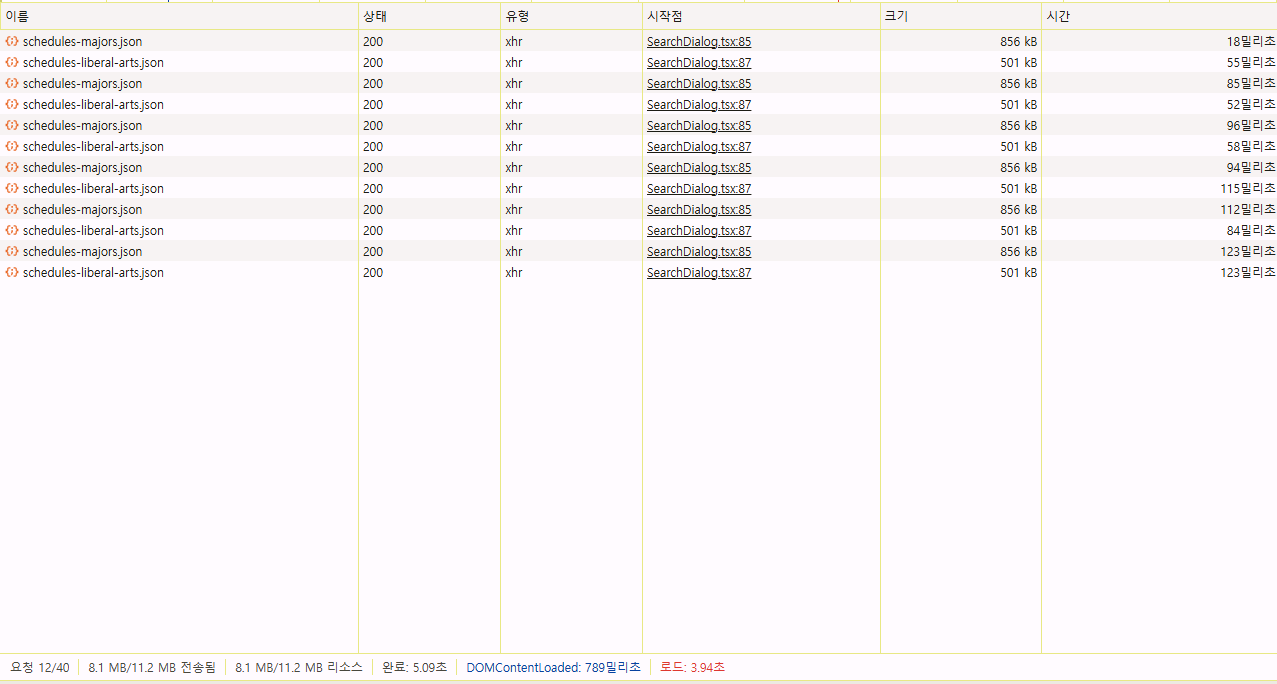 이름 상태 유형 시작점 크기 시간
schedules-majors.json 200 xhr SearchDialog.tsx:85 856 kB 18밀리초
schedules-liberal-arts.json 200 xhr SearchDialog.tsx:87 501 kB 55밀리초
schedules-majors.json 200 xhr SearchDialog.tsx:85 856 kB 85밀리초
schedules-liberal-arts.json 200 xhr SearchDialog.tsx:87 501 kB 52밀리초
schedules-majors.json 200 xhr SearchDialog.tsx:85 856 kB 96밀리초
schedules-liberal-arts.json 200 xhr SearchDialog.tsx:87 501 kB 58밀리초
schedules-majors.json 200 xhr SearchDialog.tsx:85 856 kB 94밀리초
schedules-liberal-arts.json 200 xhr SearchDialog.tsx:87 501 kB 115밀리초
schedules-majors.json 200 xhr SearchDialog.tsx:85 856 kB 112밀리초
schedules-liberal-arts.json 200 xhr SearchDialog.tsx:87 501 kB 84밀리초
schedules-majors.json 200 xhr SearchDialog.tsx:85 856 kB 123밀리초
schedules-liberal-arts.json 200 xhr SearchDialog.tsx:87 501 kB 123밀리초
요청 12/40 8.1 MB/11.2 MB 전송됨 8.1 MB/11.2 MB 리소스 완료: 5.09초 DOMContentLoaded: 789밀리초 로드: 3.94초